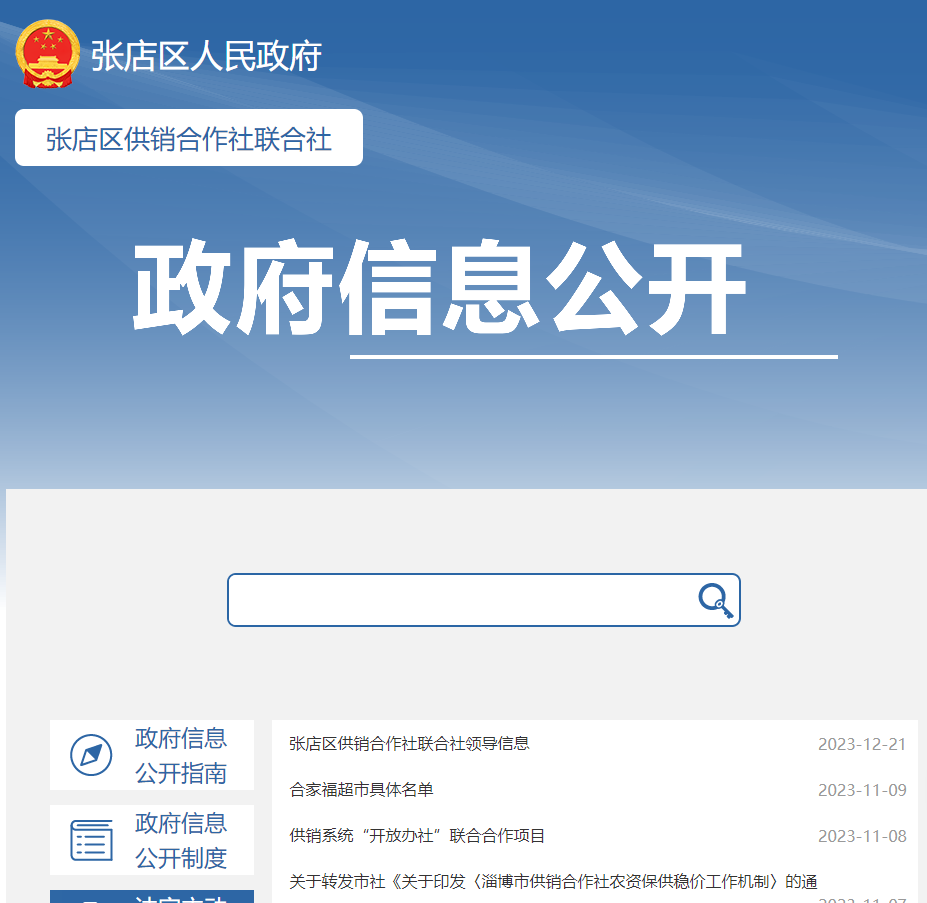 张店区人民政府
张店区供销合作社联合社
政府信息公开
政府信息
公开指南
政府信息
公开制度
张店区供销合作社联合社领导信息 2023-12-21
合家福超市具体名单 2023-11-09
供销系统“开放办社”联合合作项目 2023-11-08
关于转发市社《关于印发〈淄博市供销合作社农资保供稳价工作机制〉的通